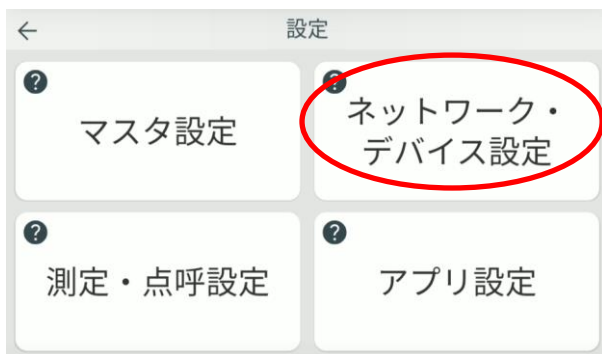 ← 設定
?
マスタ設定
?
ネットワーク・
デバイス設定
?
測定・点呼設定
?
アプリ設定